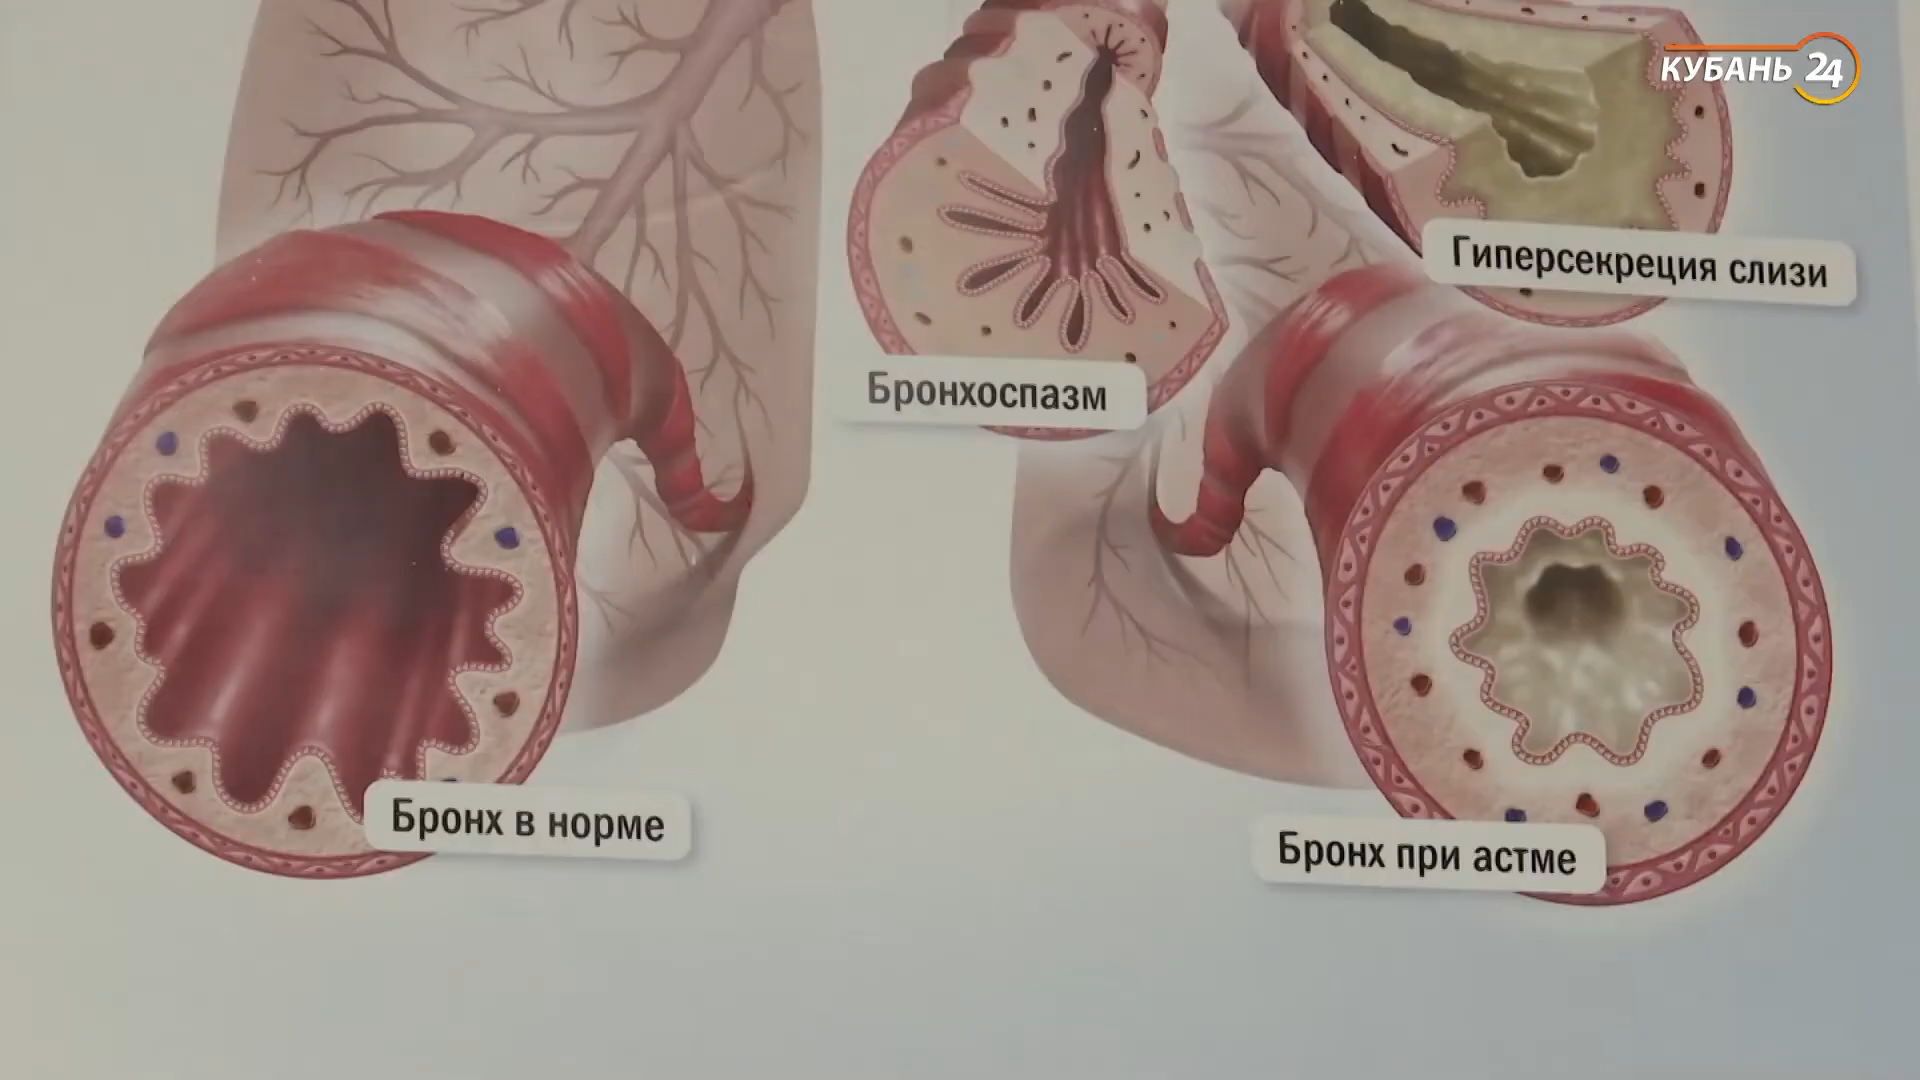 КУБАНЬ 24
Гиперсекреция слизи
Бронхоспазм
Бронх в норме
Бронх при астме